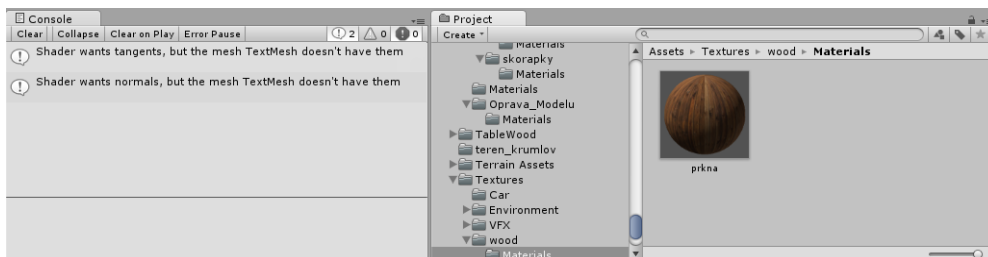 Console
Clear Collapse Clear on Play Error Pause 2 0 0
Shader wants tangents, but the mesh TextMesh doesn't have them
Shader wants normals, but the mesh TextMesh doesn't have them
Project
Create
Materials
skorapky
Materials
Materials
Oprava_Modelu
Materials
TableWood
teren_krumlov
Terrain Assets
Textures
Car
Environment
VFX
wood
Materials
Assets Textures wood Materials
prkna